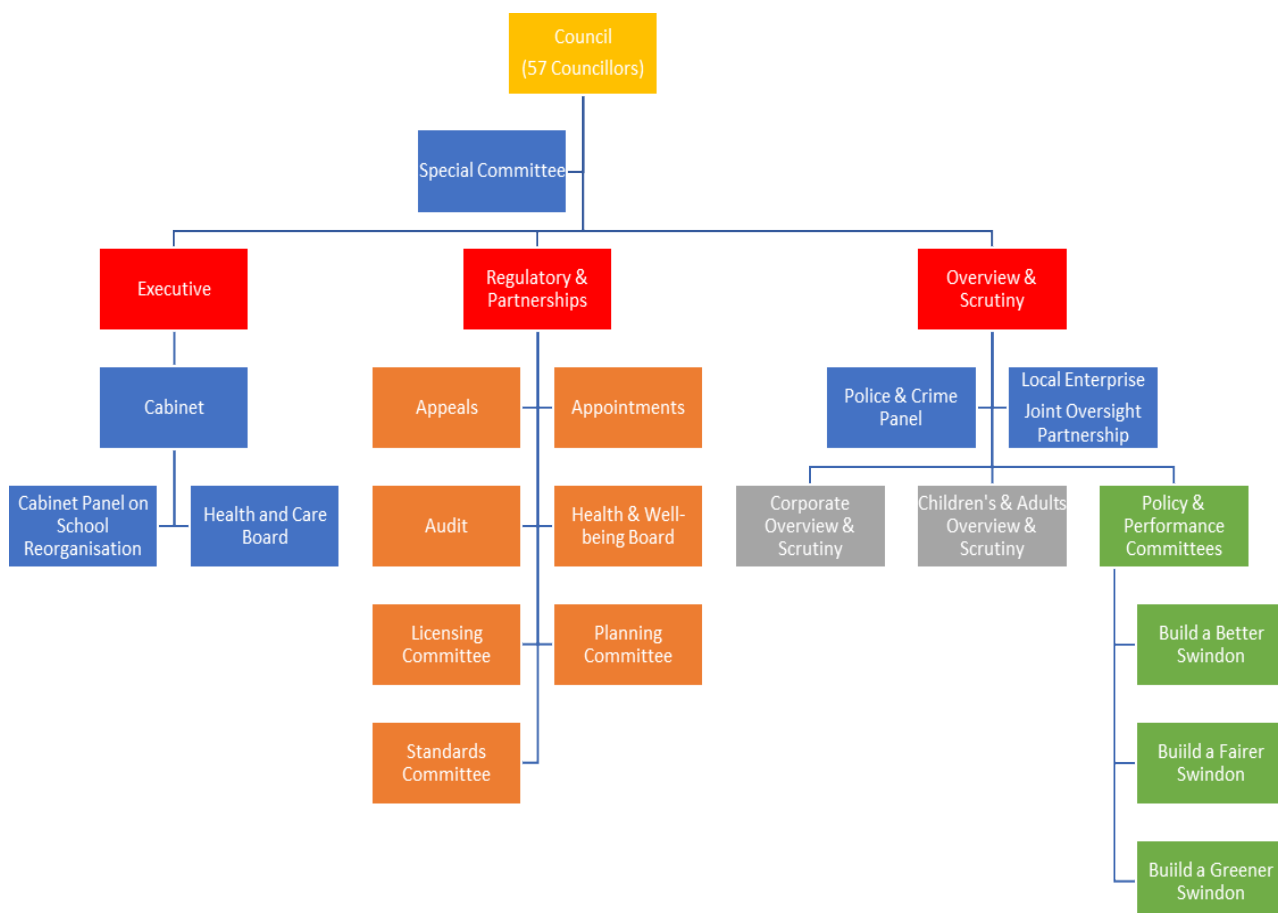 Council
(57 Councillors)
Special Committee
Executive
Regulatory &
Partnerships
Overview &
Scrutiny
Cabinet
Appeals
Appointments
Police & Crime
Panel
Local Enterprise
Joint Oversight
Partnership
Cabinet Panel on
School
Reorganisation
Health and Care
Board
Audit
Health & Well-
being Board
Corporate
Overview &
Scrutiny
Children's & Adults
Overview &
Scrutiny
Policy &
Performance
Committees
Licensing
Committee
Planning
Committee
Build a Better
Swindon
Standards
Committee
Buiild a Fairer
Swindon
Buiild a Greener
Swindon